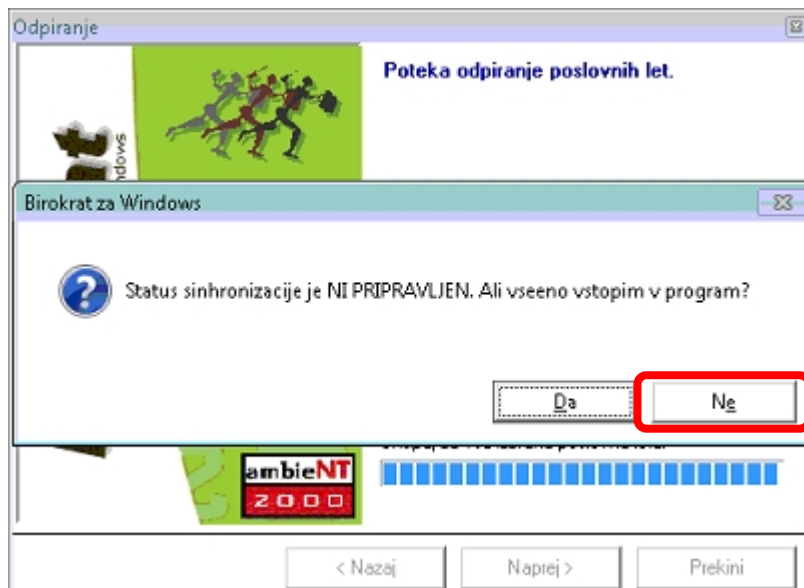 Odpiranje
Poteka odpiranje poslovnih let.
Birokrat za Windows
Status sinhronizacije je NI PRIPRAVLJEN. Ali vseeno vstopim v program?
Da
Ne
ambieNT
2000
< Nazaj
Naprej >
Prekini